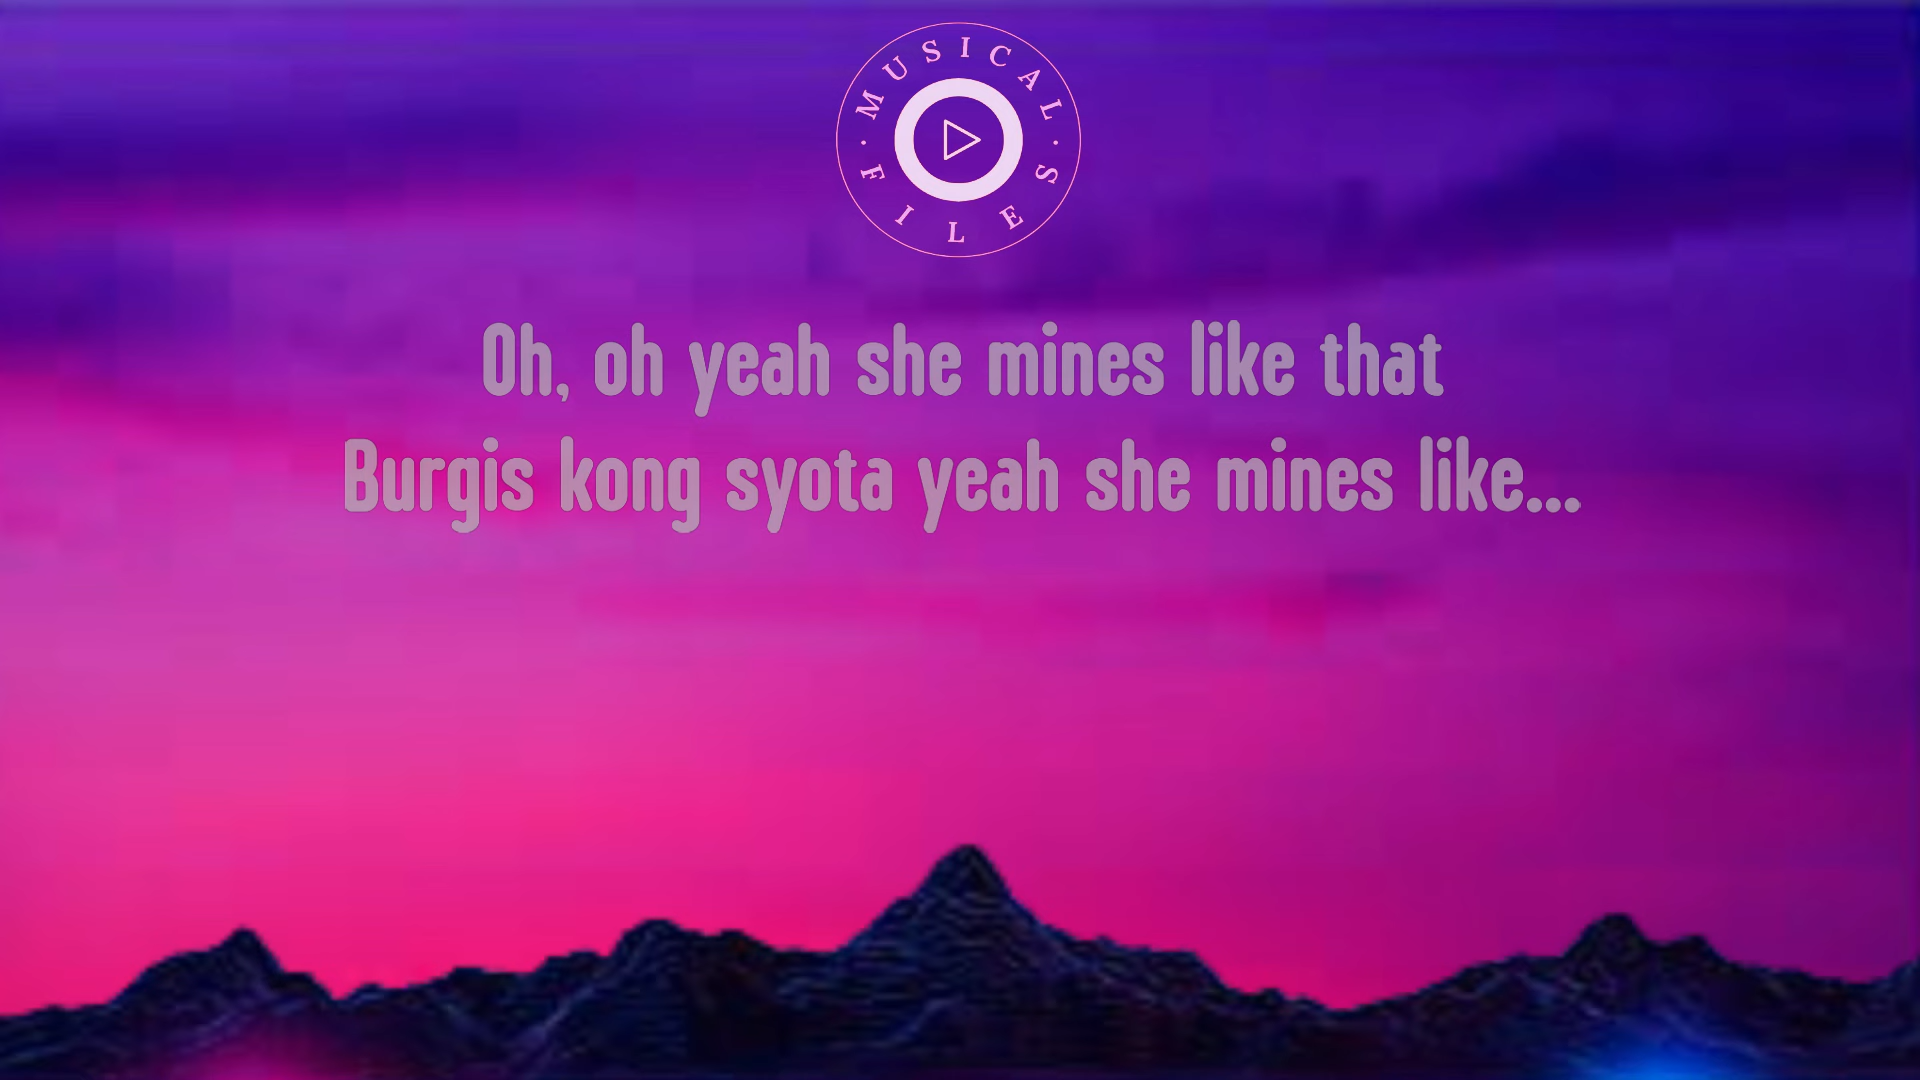 MUSICAL
FILES
Oh, oh yeah she mines like that
Burgis kong syota yeah she mines like...